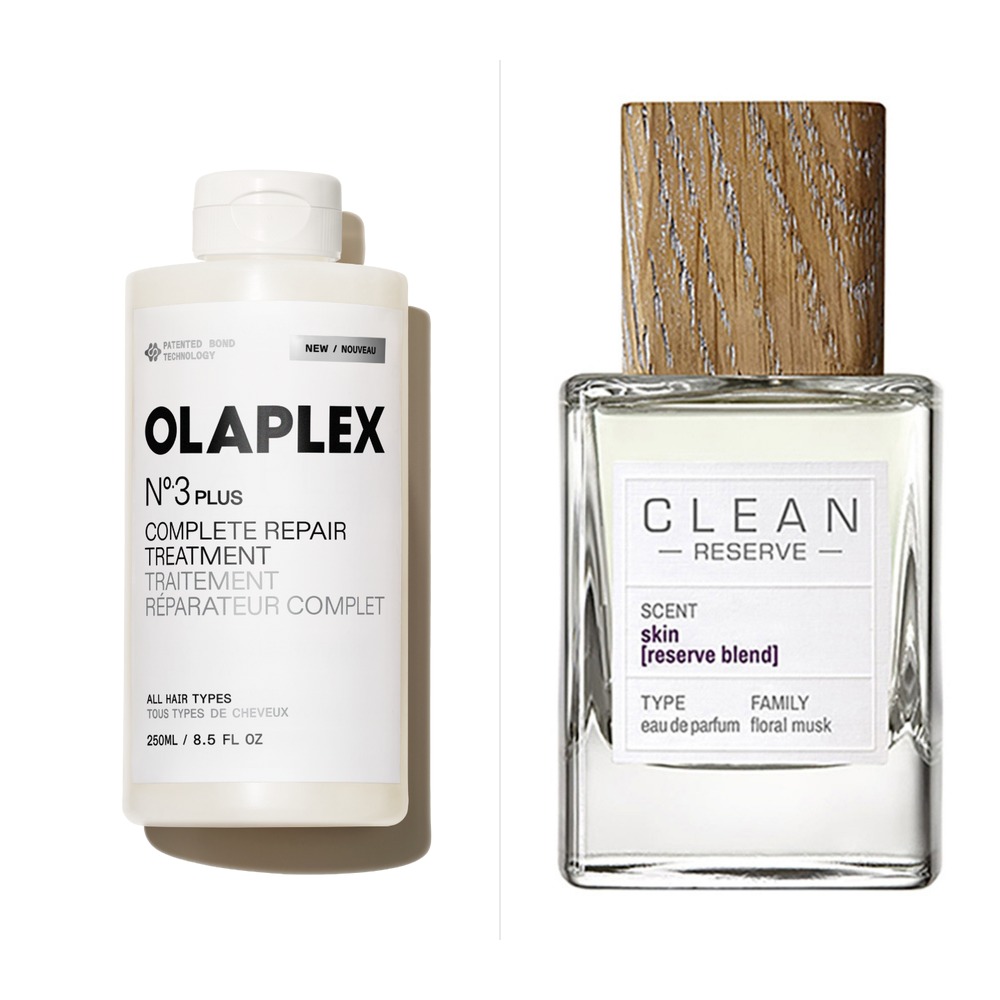 PATENTED BOND
TECHNOLOGY
NEW / NOUVEAU
OLAPLEX
Nº.3 PLUS
COMPLETE REPAIR
TREATMENT
TRAITEMENT
RÉPARATEUR COMPLET
ALL HAIR TYPES
TOUS TYPES DE CHEVEUX
250ML / 8.5 FL OZ
CLEAN
— RESERVE —
SCENT
skin
[reserve blend]
TYPE FAMILY
eau de parfum floral musk